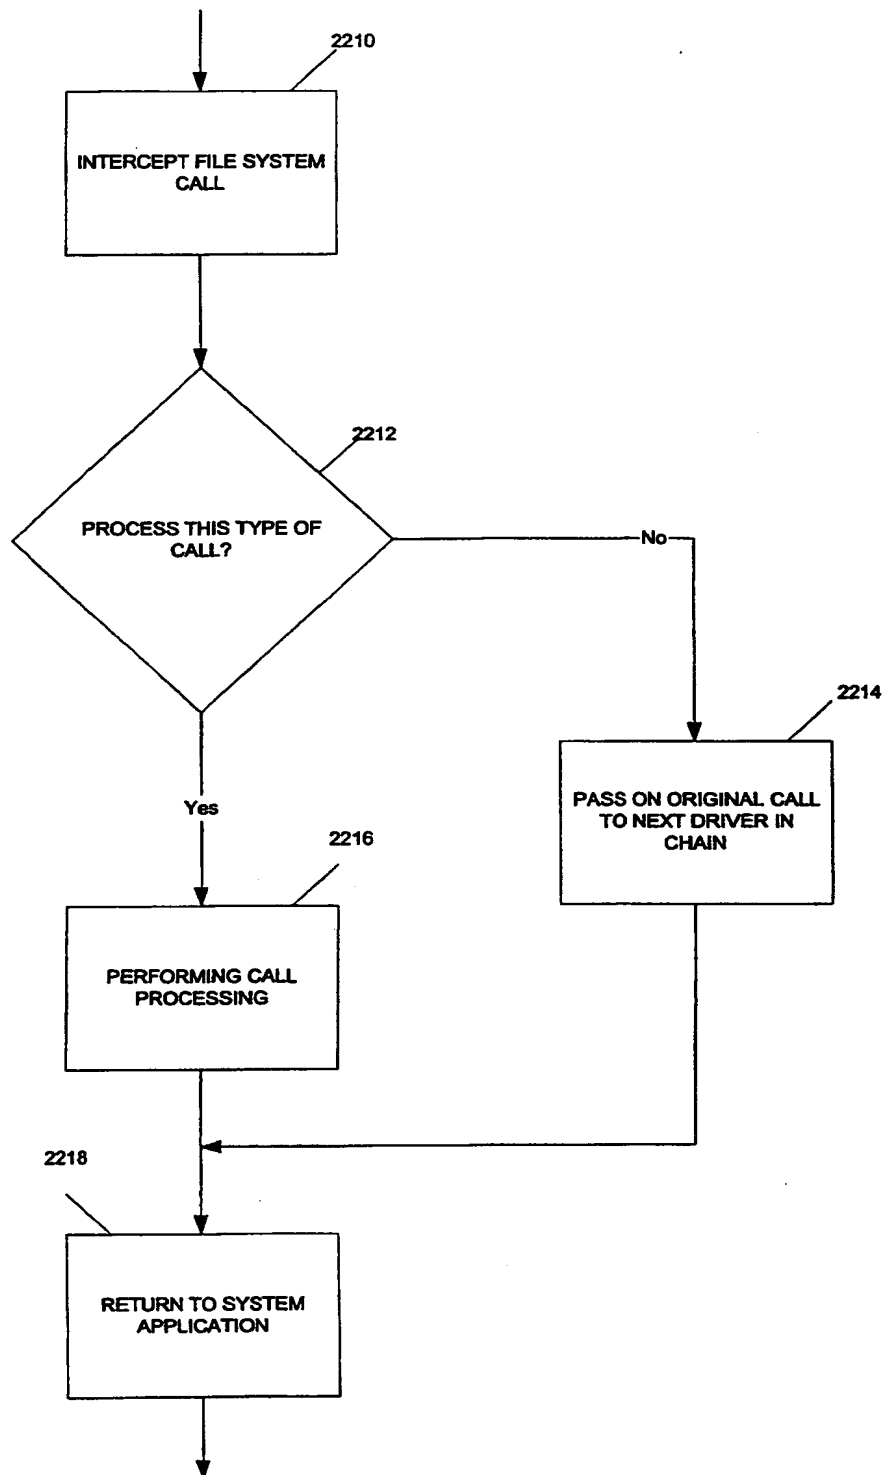 2210
INTERCEPT FILE SYSTEM
CALL
2212
PROCESS THIS TYPE OF
CALL?
No
2214
PASS ON ORIGINAL CALL
TO NEXT DRIVER IN
CHAIN
Yes
2216
PERFORMING CALL
PROCESSING
2218
RETURN TO SYSTEM
APPLICATION